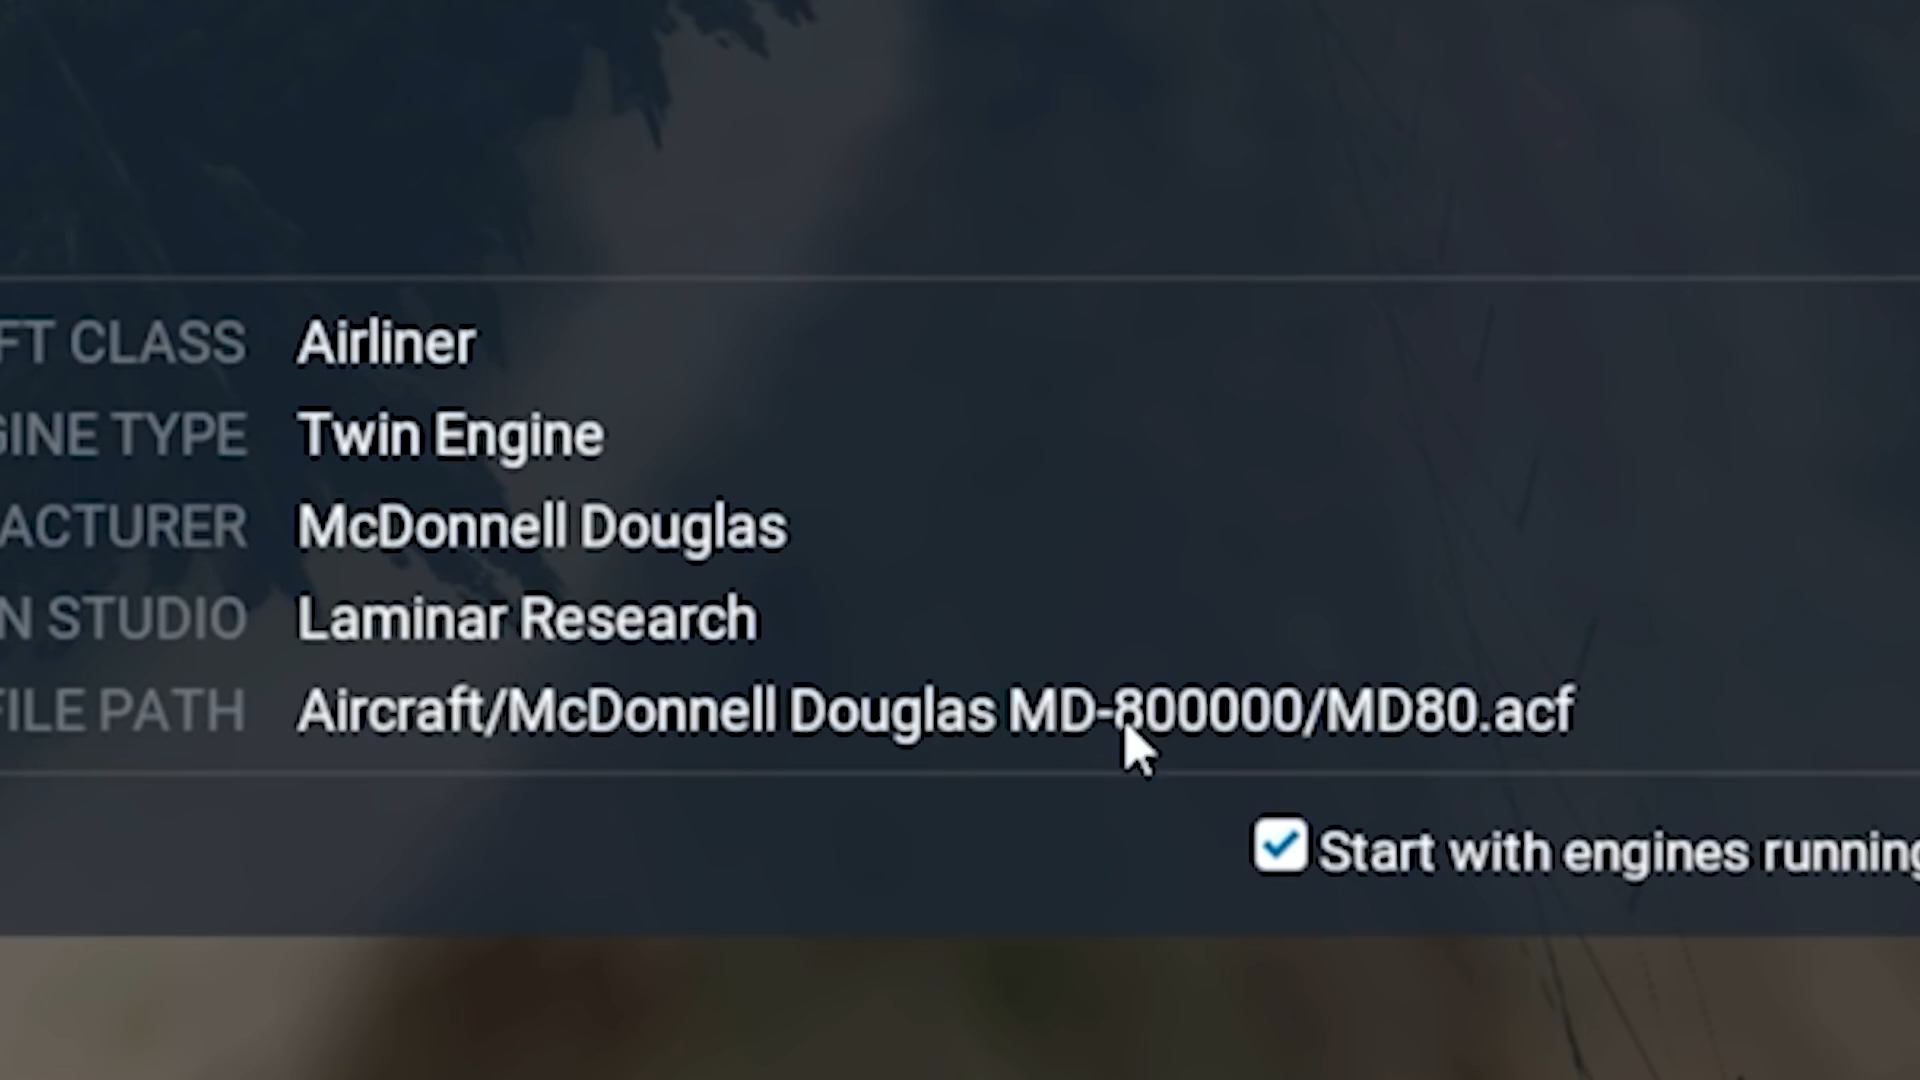 FT CLASS Airliner
GINE TYPE Twin Engine
ACTURER McDonnell Douglas
N STUDIO Laminar Research
FILE PATH Aircraft/McDonnell Douglas MD-800000/MD80.acf
Start with engines running